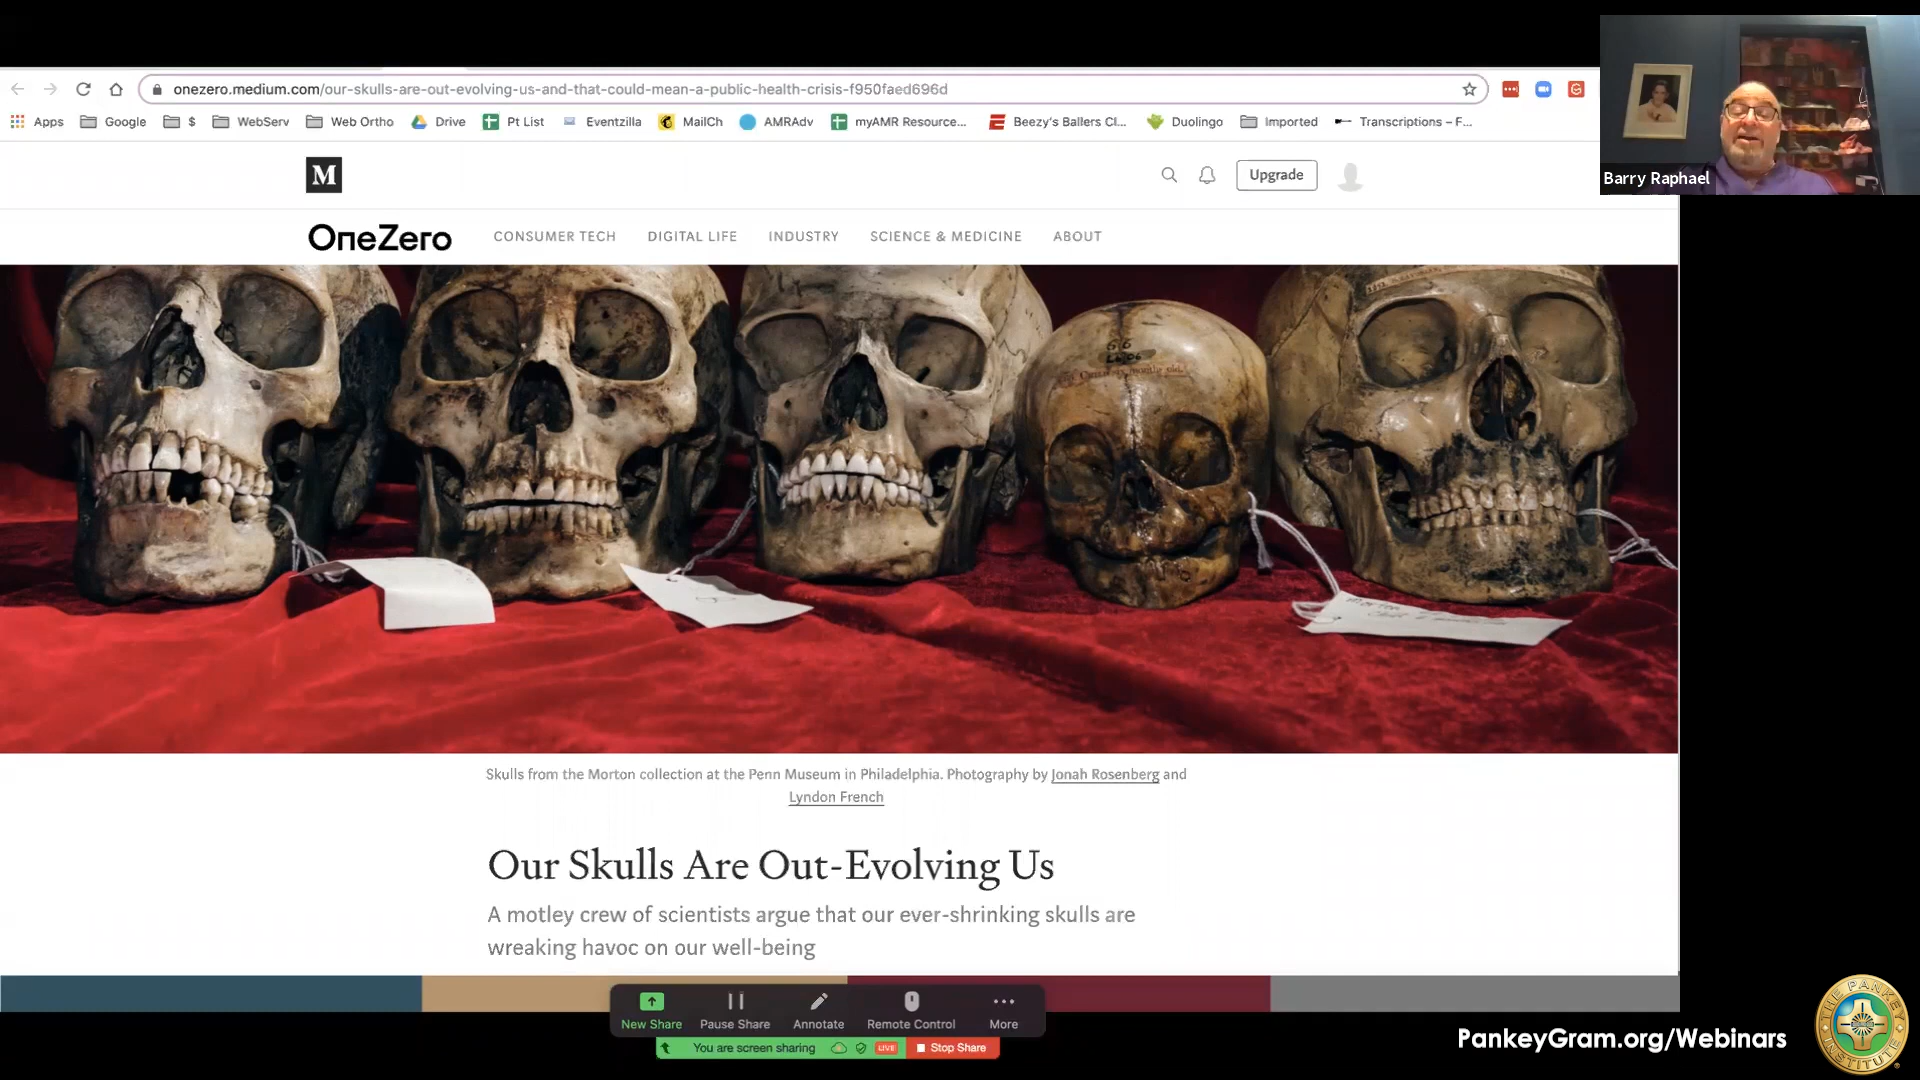 onezero.medium.com/our-skulls-are-out-evolving-us-and-that-could-mean-a-public-health-crisis-f950faed696d
Apps Google $ WebServ Web Ortho Drive Pt List Eventzilla MailCh AMRAdv myAMR Resource... Beezy's Ballers Cl... Duolingo Imported Transcriptions – F...
Barry Raphael
M
Upgrade
OneZero CONSUMER TECH DIGITAL LIFE INDUSTRY SCIENCE & MEDICINE ABOUT
Skulls from the Morton collection at the Penn Museum in Philadelphia. Photography by Jonah Rosenberg and
Lyndon French
Our Skulls Are Out-Evolving Us
A motley crew of scientists argue that our ever-shrinking skulls are
wreaking havoc on our well-being
New Share Pause Share Annotate Remote Control More
You are screen sharing LIVE Stop Share
PankeyGram.org/Webinars
THE PANKEY INSTITUTE